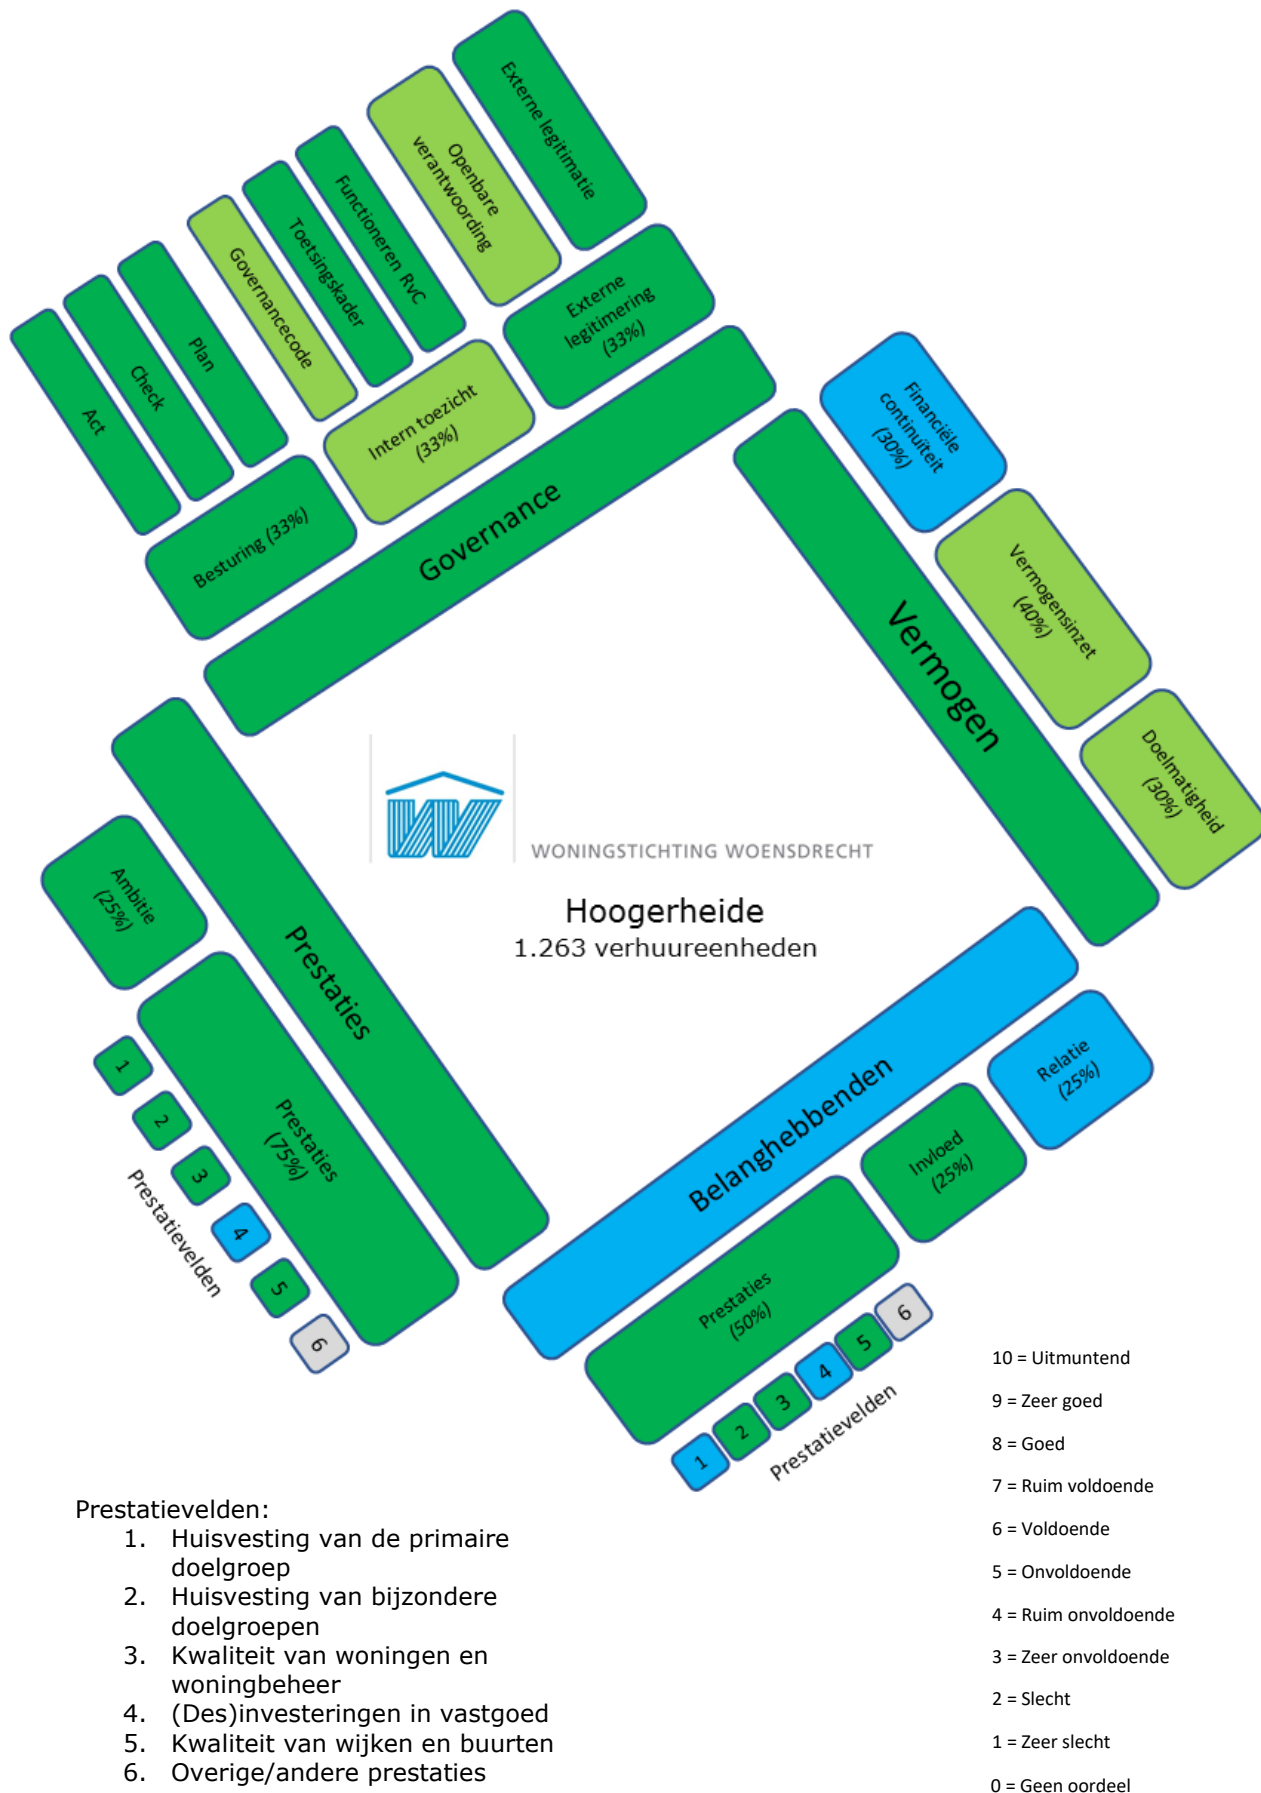 Externe legitimatie
Openbare
verantwoording
Functioneren RvC
Toetsingskader
Governancecode
Plan
Check
Act
Externe
legitimering
(33%)
Intern toezicht
(33%)
Besturing (33%)
Governance
Financiële
continuïteit
(30%)
Vermogensinzet
(40%)
Doelmatigheid
(30%)
Vermogen
WONINGSTICHTING WOENSDRECHT
Hoogerheide
1.263 verhuureenheden
Ambitie
(25%)
Prestaties
Prestaties
(75%)
1
2
3
4
5
6
Prestatievelden
Belanghebbenden
Relatie
(25%)
Invloed
(25%)
Prestaties
(50%)
1
2
3
4
5
6
Prestatievelden
Prestatievelden:
1. Huisvesting van de primaire
doelgroep
2. Huisvesting van bijzondere
doelgroepen
3. Kwaliteit van woningen en
woningbeheer
4. (Des)investeringen in vastgoed
5. Kwaliteit van wijken en buurten
6. Overige/andere prestaties
10 = Uitmuntend
9 = Zeer goed
8 = Goed
7 = Ruim voldoende
6 = Voldoende
5 = Onvoldoende
4 = Ruim onvoldoende
3 = Zeer onvoldoende
2 = Slecht
1 = Zeer slecht
0 = Geen oordeel